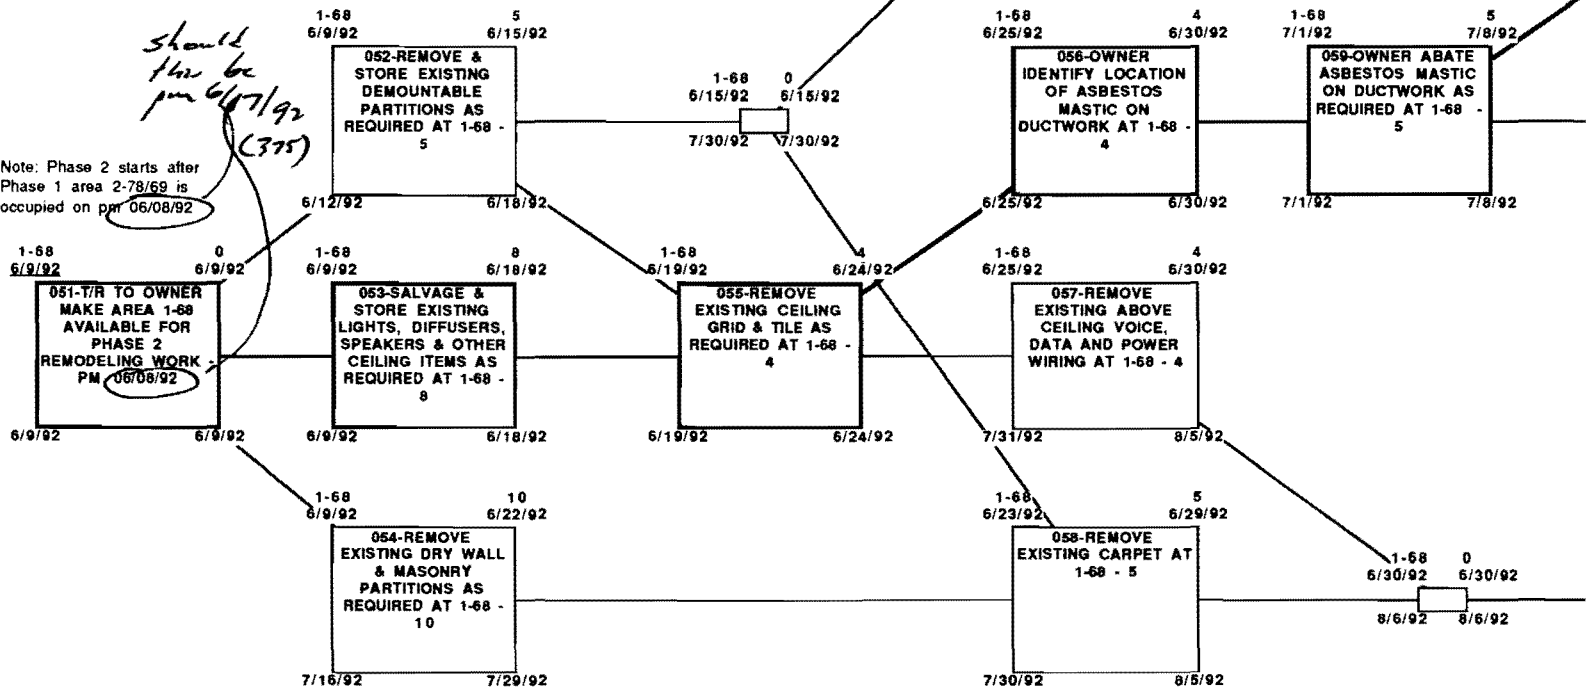 should
this be
pm 6/17/92
(375)
Note: Phase 2 starts after
Phase 1 area 2-78/69 is
occupied on pm 06/08/92
1-68 5
6/9/92 6/15/92
052-REMOVE &
STORE EXISTING
DEMOUNTABLE
PARTITIONS AS
REQUIRED AT 1-68 -
5
6/12/92 6/18/92
1-68 0
6/15/92 6/15/92
7/30/92 7/30/92
1-68 4
6/25/92 6/30/92
056-OWNER
IDENTIFY LOCATION
OF ASBESTOS
MASTIC ON
DUCTWORK AT 1-68 -
4
6/25/92 6/30/92
1-68 5
7/1/92 7/8/92
059-OWNER ABATE
ASBESTOS MASTIC
ON DUCTWORK AS
REQUIRED AT 1-68 -
5
7/1/92 7/8/92
1-68 0
6/9/92 6/9/92
051-T/R TO OWNER
MAKE AREA 1-68
AVAILABLE FOR
PHASE 2
REMODELING WORK -
PM 06/08/92
6/9/92 6/9/92
1-68 8
6/9/92 6/18/92
053-SALVAGE &
STORE EXISTING
LIGHTS, DIFFUSERS,
SPEAKERS & OTHER
CEILING ITEMS AS
REQUIRED AT 1-68 -
8
6/9/92 6/18/92
1-68 4
6/19/92 6/24/92
055-REMOVE
EXISTING CEILING
GRID & TILE AS
REQUIRED AT 1-68 -
4
6/19/92 6/24/92
1-68 4
6/25/92 6/30/92
057-REMOVE
EXISTING ABOVE
CEILING VOICE,
DATA AND POWER
WIRING AT 1-68 - 4
7/31/92 8/5/92
1-68 10
6/9/92 6/22/92
054-REMOVE
EXISTING DRY WALL
& MASONRY
PARTITIONS AS
REQUIRED AT 1-68 -
10
7/16/92 7/29/92
1-68 5
6/23/92 6/29/92
058-REMOVE
EXISTING CARPET AT
1-68 - 5
7/30/92 8/5/92
1-68 0
6/30/92 6/30/92
8/6/92 8/6/92